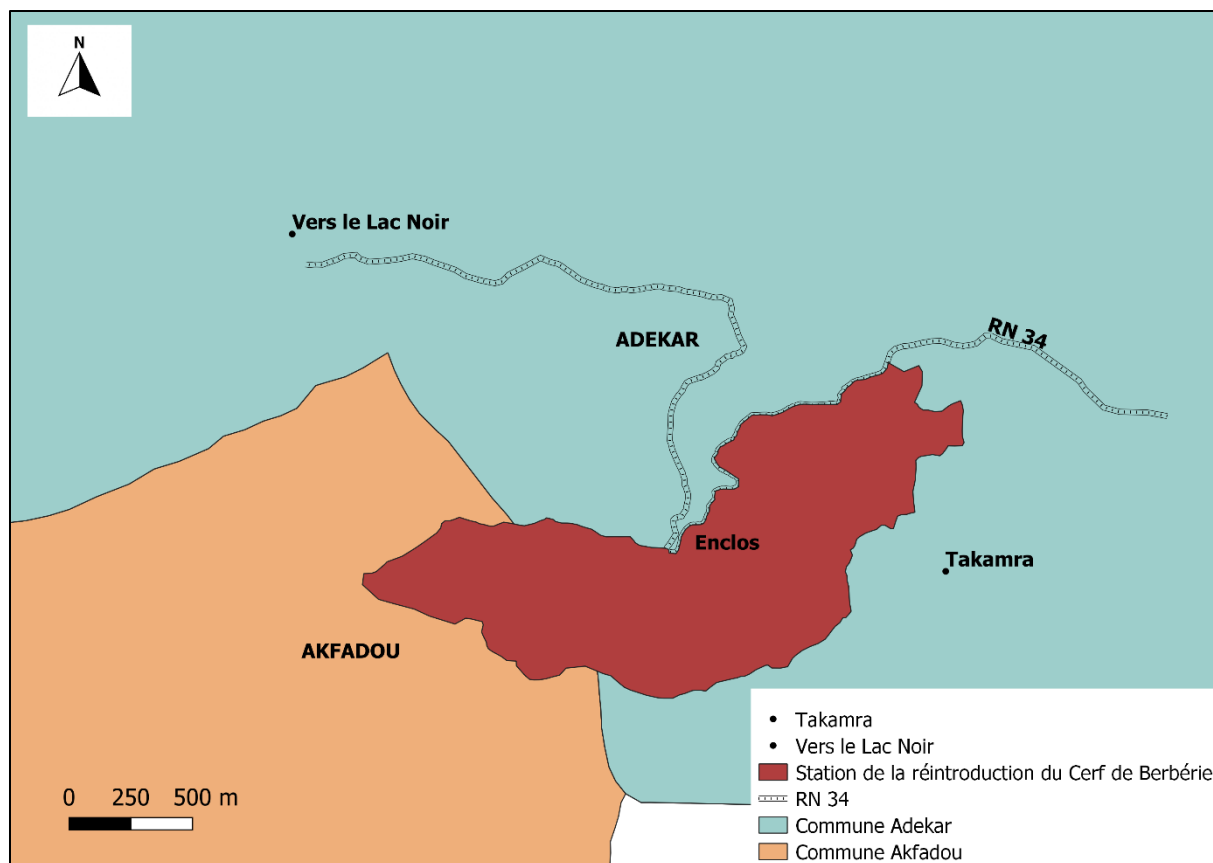 N
Vers le Lac Noir
RN 34
ADEKAR
Enclos
Takamra
AKFADOU
0 250 500 m
Takamra
Vers le Lac Noir
Station de la réintroduction du Cerf de Berbérie
RN 34
Commune Adekar
Commune Akfadou